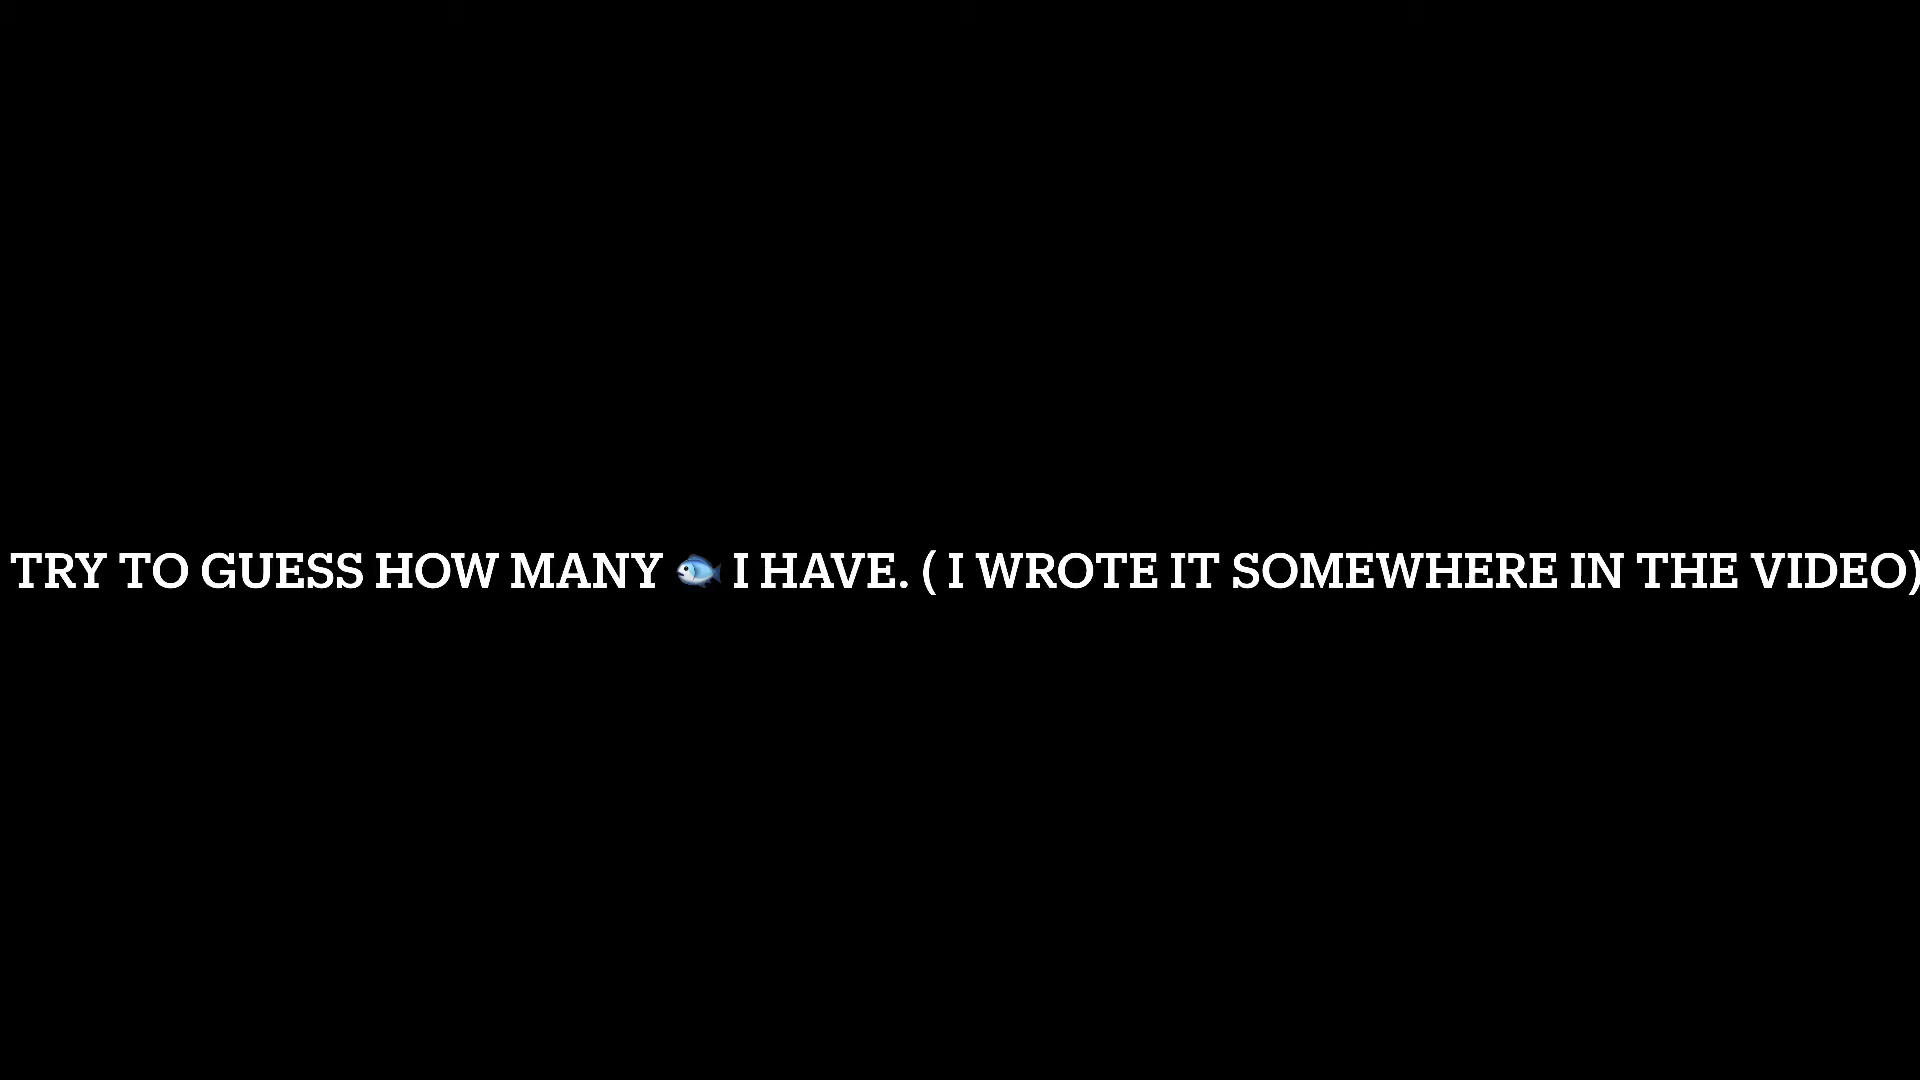 TRY TO GUESS HOW MANY 🐟 I HAVE. ( I WROTE IT SOMEWHERE IN THE VIDEO)